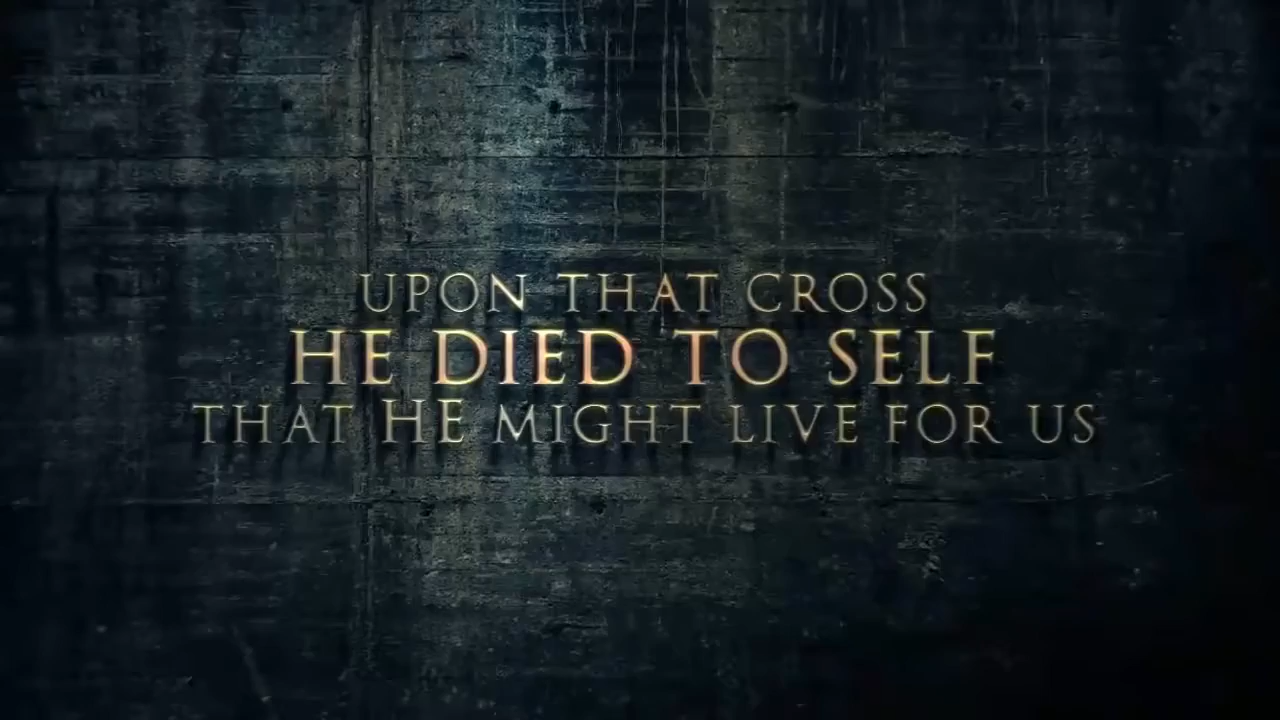 UPON THAT CROSS
HE DIED TO SELF
THAT HE MIGHT LIVE FOR US